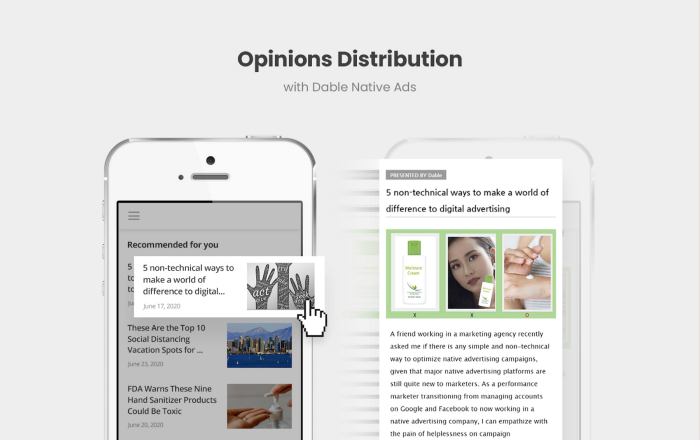 Opinions Distribution
with Dable Native Ads
Recommended for you
5
to
to
Ju
5 non-technical ways to
make a world of
difference to digital...
June 17, 2020
act
These Are the Top 10
Social Distancing
Vacation Spots for ...
June 23, 2020
FDA Warns These Nine
Hand Sanitizer Products
Could Be Toxic
June 20, 2020
PRESENTED BY Dable
5 non-technical ways to make a world of
difference to digital advertising
Moisture
Cream
X X O
A friend working in a marketing agency recently
asked me if there is any simple and non-technical
way to optimize native advertising campaigns,
given that major native advertising platforms are
still quite new to marketers. As a performance
marketer transitioning from managing accounts
on Google and Facebook to now working in a
native advertising company, I can empathize with
the pain of helplessness on campaign